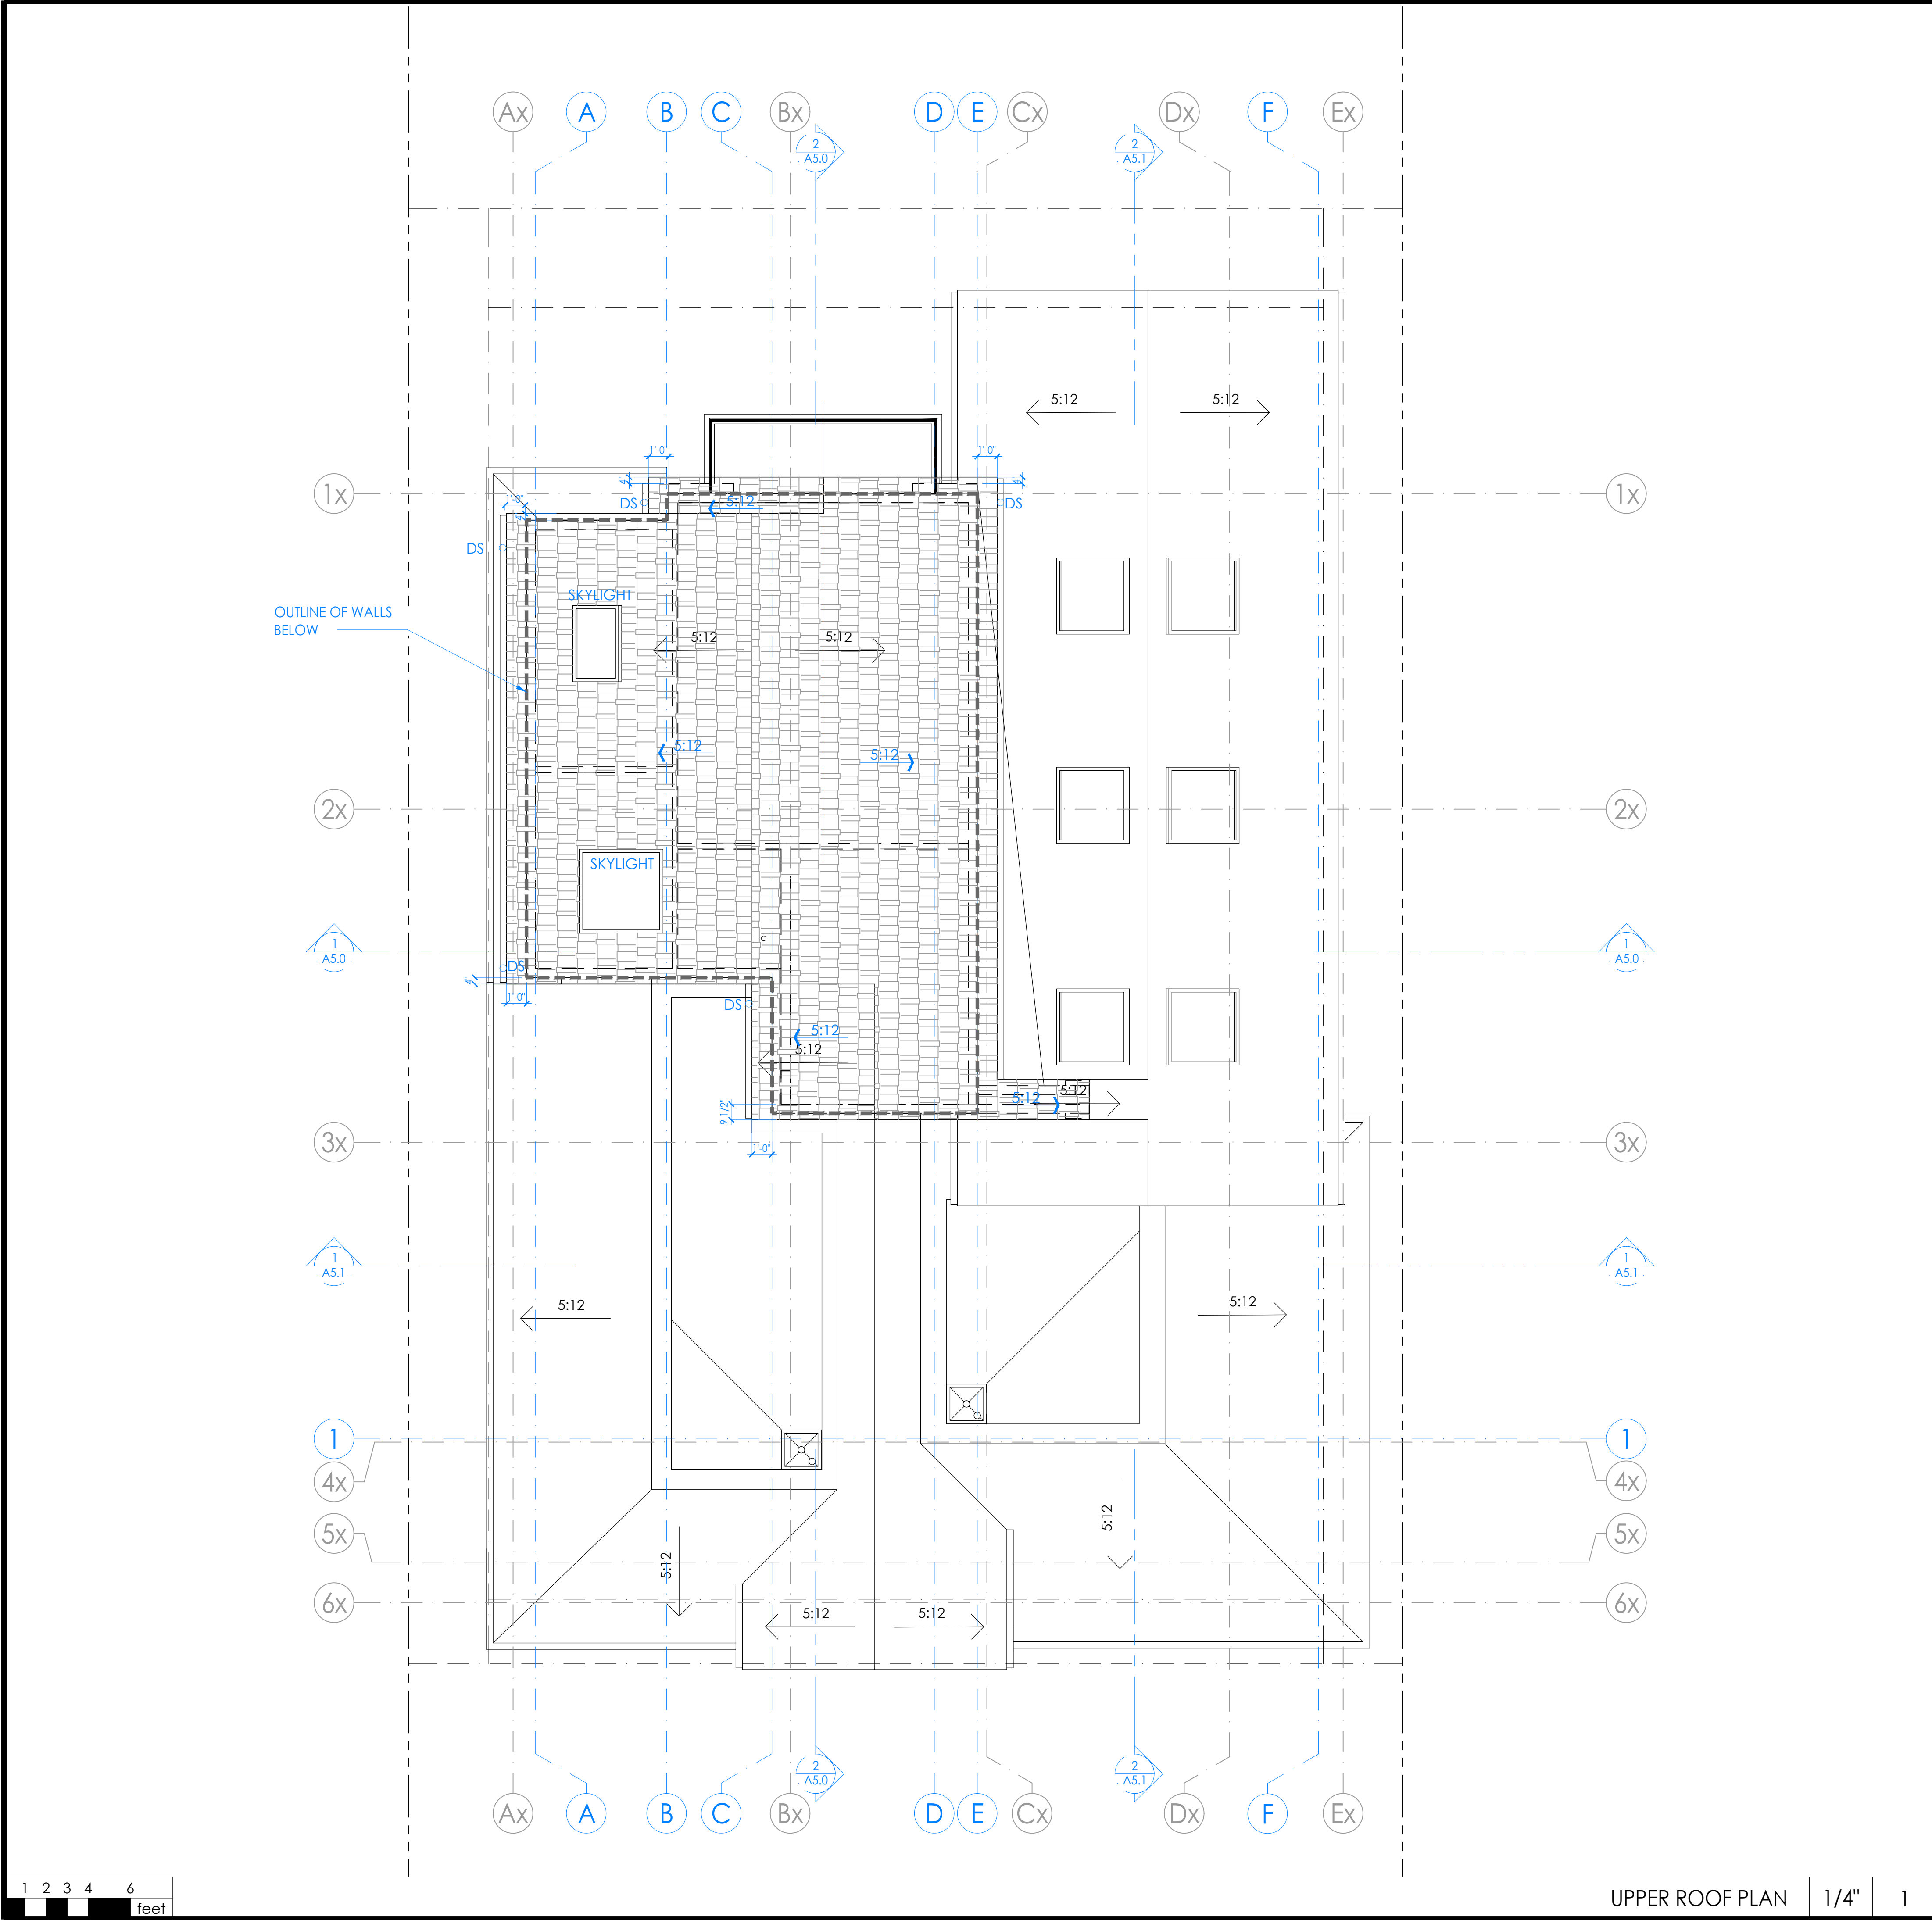 Ax A B C Bx D E Cx Dx F Ex
2
A5.0
2
A5.1
5:12 5:12
1'-0" 1'-0"
1x 1x
DS 5:12 DS
1'-0"
DS
SKYLIGHT
OUTLINE OF WALLS
BELOW
5:12 5:12
5:12 5:12
2x 2x
SKYLIGHT
1
A5.0
1
A5.0
DS
1'-0"
DS
5:12
5:12
5:12
5:12
9 1/2"
3x 3x
1'-0"
1
A5.1
1
A5.1
5:12 5:12
1 1
4x 4x
5:12
5x 5x
5:12
6x 6x
5:12 5:12
2
A5.0
2
A5.1
Ax A B C Bx D E Cx Dx F Ex
1 2 3 4 6
feet
UPPER ROOF PLAN 1/4" 1